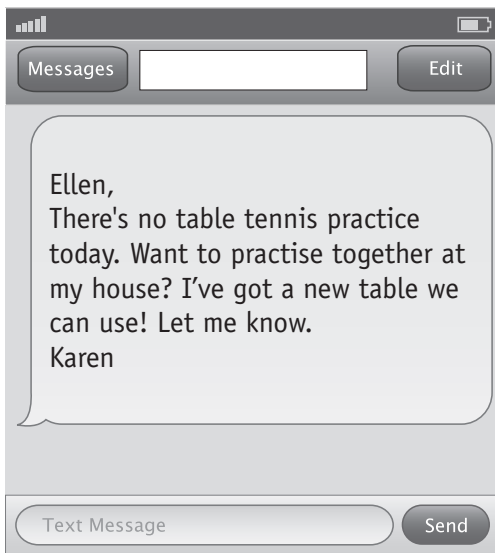 Messages
Edit
Ellen,
There's no table tennis practice
today. Want to practise together at
my house? I've got a new table we
can use! Let me know.
Karen
Text Message
Send